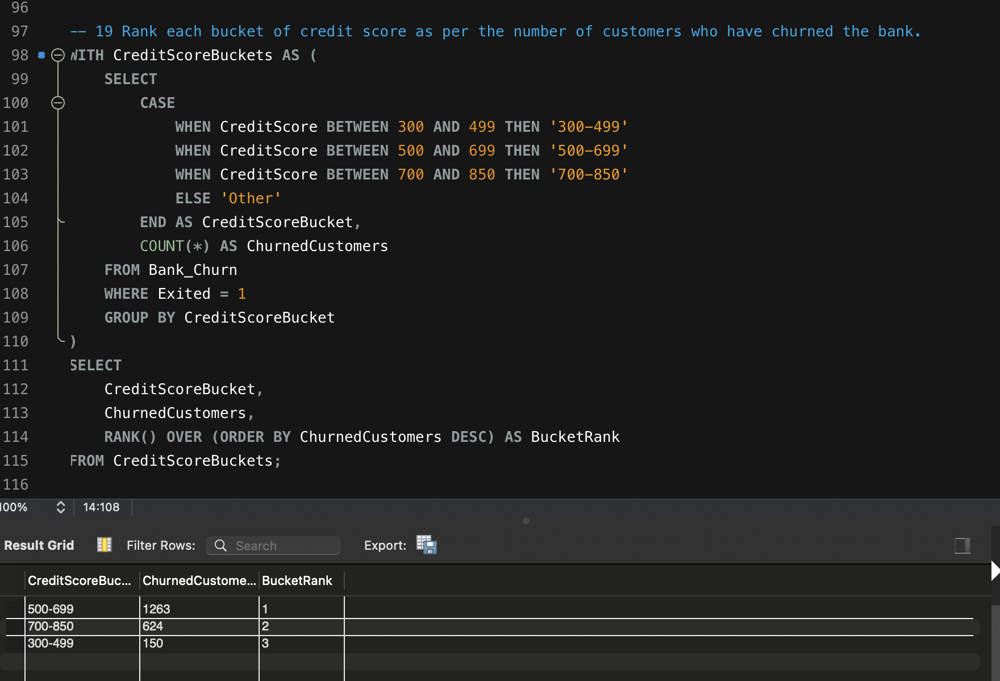 96
97 -- 19 Rank each bucket of credit score as per the number of customers who have churned the bank.
98 WITH CreditScoreBuckets AS (
99 SELECT
100 CASE
101 WHEN CreditScore BETWEEN 300 AND 499 THEN '300-499'
102 WHEN CreditScore BETWEEN 500 AND 699 THEN '500-699'
103 WHEN CreditScore BETWEEN 700 AND 850 THEN '700-850'
104 ELSE 'Other'
105 END AS CreditScoreBucket,
106 COUNT(*) AS ChurnedCustomers
107 FROM Bank_Churn
108 WHERE Exited = 1
109 GROUP BY CreditScoreBucket
110 )
111 SELECT
112 CreditScoreBucket,
113 ChurnedCustomers,
114 RANK() OVER (ORDER BY ChurnedCustomers DESC) AS BucketRank
115 FROM CreditScoreBuckets;
116
100% 14:108
Result Grid Filter Rows: Search Export:
CreditScoreBuc... ChurnedCustome... BucketRank
500-699 1263 1
700-850 624 2
300-499 150 3